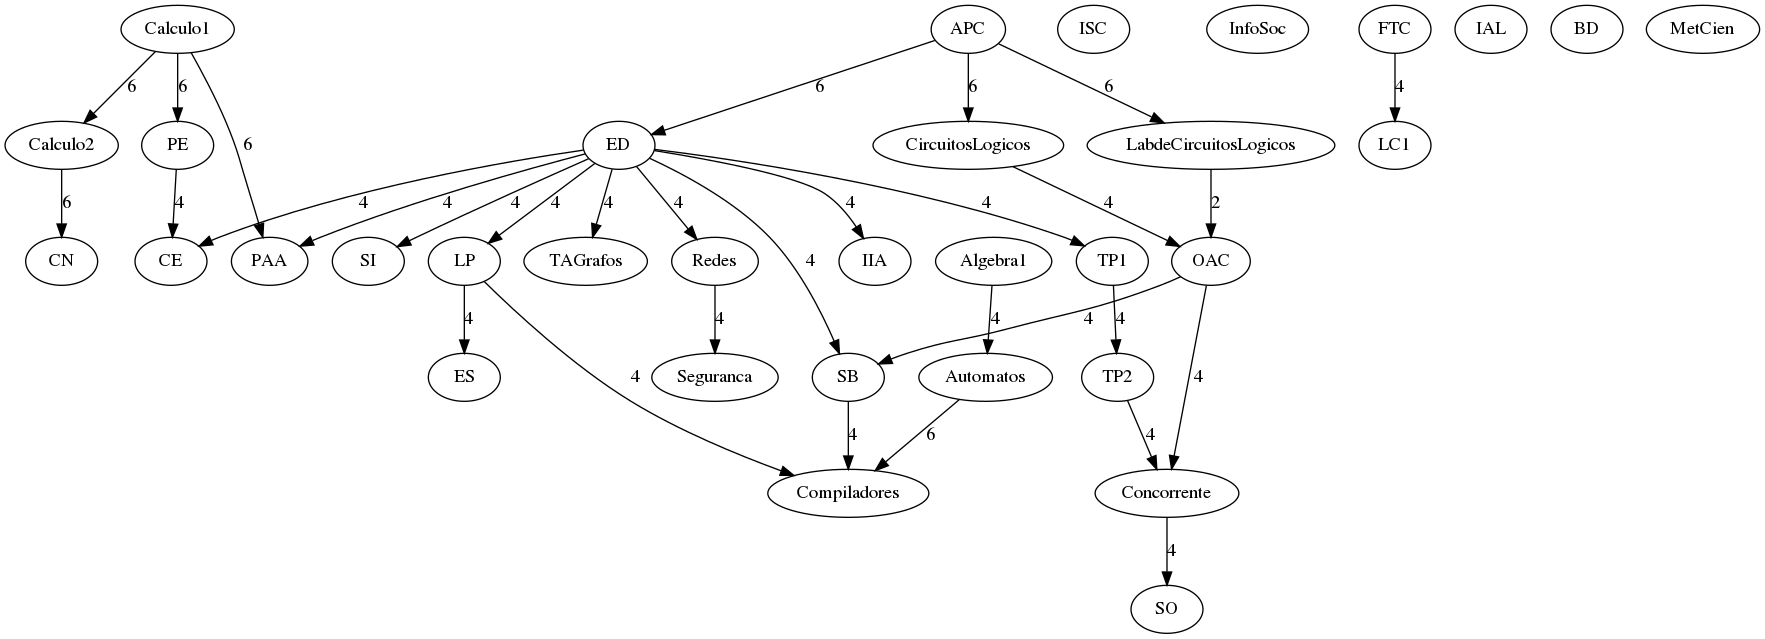 Calculo1 APC ISC InfoSoc FTC IAL BD MetCien
6 6 6 6 6 6 4
Calculo2 PE ED CircuitosLogicos LabdeCircuitosLogicos LC1
6 4 4 4 4 4 4 4 4 4 4 4 2
CN CE PAA SI LP TAGrafos Redes IIA Algebra1 TP1 OAC
4 4 4 4 4
ES Seguranca SB Automatos TP2
4 4 6 4 4
Compiladores Concorrente
4
SO